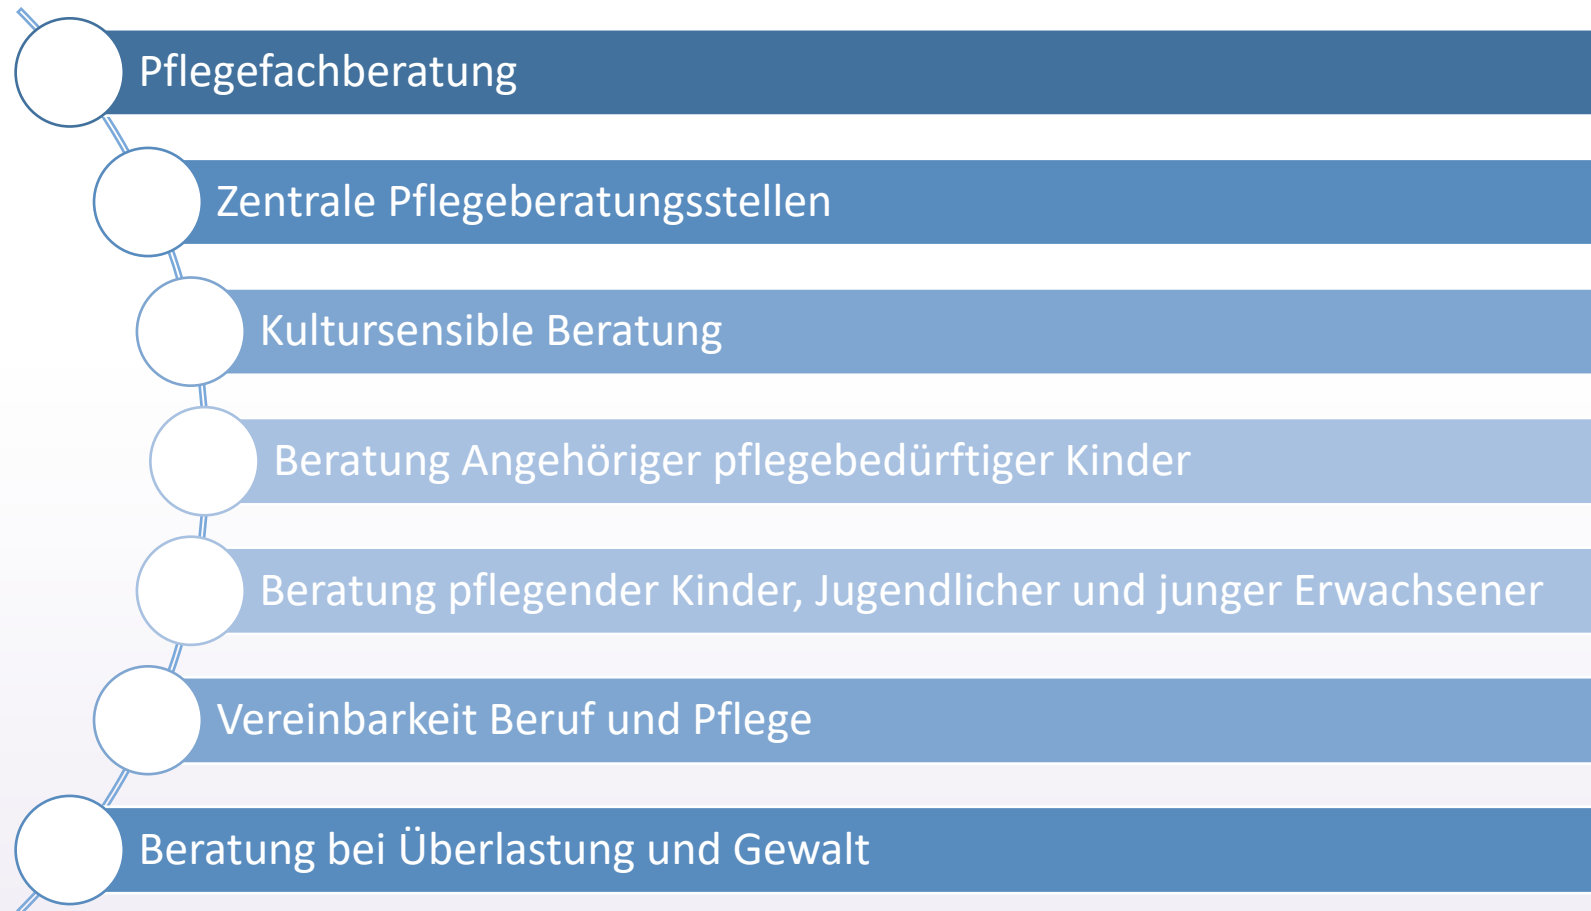 Pflegefachberatung
Zentrale Pflegeberatungsstellen
Kultursensible Beratung
Beratung Angehöriger pflegebedürftiger Kinder
Beratung pflegender Kinder, Jugendlicher und junger Erwachsener
Vereinbarkeit Beruf und Pflege
Beratung bei Überlastung und Gewalt